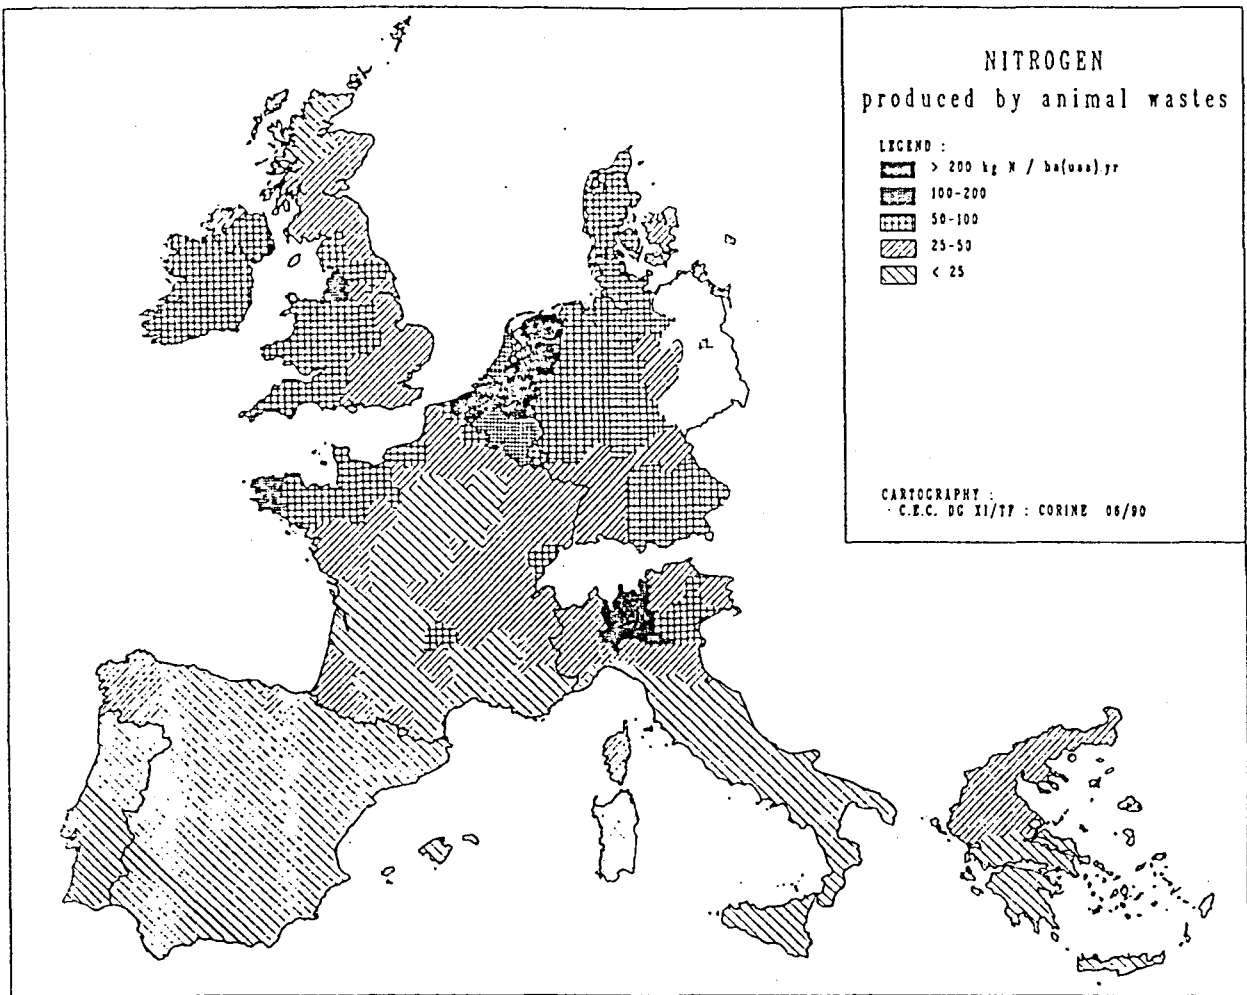 NITROGEN
produced by animal wastes
LEGEND :
> 200 kg N / ha(uaa).yr
100-200
50-100
25-50
< 25
CARTOGRAPHY :
C.E.C. DG XI/TF : CORINE 06/90